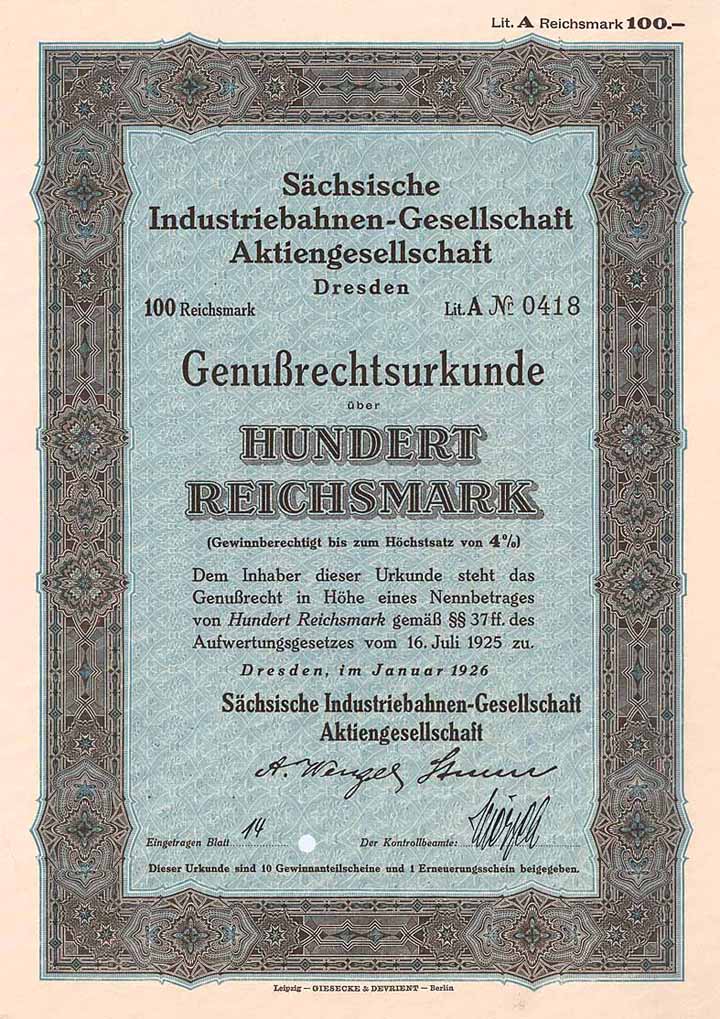 Lit. A Reichsmark 100.–
Sächsische
Industriebahnen-Gesellschaft
Aktiengesellschaft
Dresden
100 Reichsmark Lit. A № 0418
Genußrechtsurkunde
über
HUNDERT
REICHSMARK
(Gewinnberechtigt bis zum Höchstsatz von 4%)
Dem Inhaber dieser Urkunde steht das
Genußrecht in Höhe eines Nennbetrages
von Hundert Reichsmark gemäß §§ 37 ff. des
Aufwertungsgesetzes vom 16. Juli 1925 zu.
Dresden, im Januar 1926
Sächsische Industriebahnen-Gesellschaft
Aktiengesellschaft
A. Wenzel
Eingetragen Blatt 14 Der Kontrollbeamte:
Dieser Urkunde sind 10 Gewinnanteilscheine und 1 Erneuerungsschein beigegeben.
Leipzig — GIESECKE & DEVRIENT — Berlin